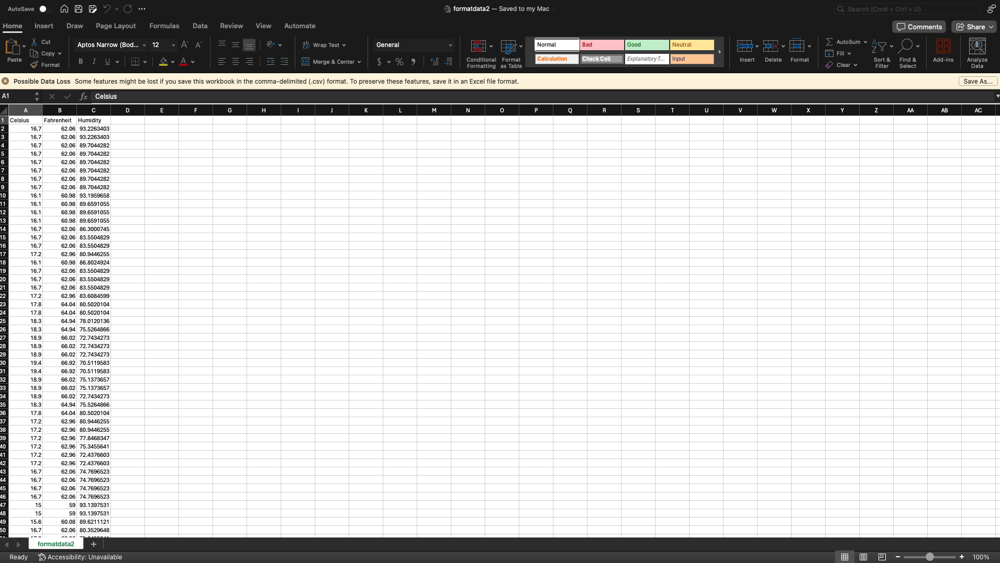 AutoSave
formatdata2 — Saved to my Mac
Search (Cmd + Ctrl + U)
Home Insert Draw Page Layout Formulas Data Review View Automate
Comments Share
Paste
Cut
Copy
Format
Aptos Narrow (Bod... 12
B I U
Wrap Text
Merge & Center
General
$ % 9
Conditional Formatting
Format as Table
Normal Bad Good Neutral
Calculation Check Cell Explanatory T... Input
Insert Delete Format
AutoSum
Fill
Clear
Sort & Filter
Find & Select
Add-ins
Analyze Data
Possible Data Loss Some features might be lost if you save this workbook in the comma-delimited (.csv) format. To preserve these features, save it in an Excel file format. Save As...
A1 fx Celsius
A B C D E F G H I J K L M N O P Q R S T U V W X Y Z AA AB AC
1 Celsius Fahrenheit Humidity
2 16.7 62.06 93.2263403
3 16.7 62.06 93.2263403
4 16.7 62.06 89.7044282
5 16.7 62.06 89.7044282
6 16.7 62.06 89.7044282
7 16.7 62.06 89.7044282
8 16.7 62.06 89.7044282
9 16.7 62.06 89.7044282
10 16.1 60.98 93.1959658
11 16.1 60.98 89.6591055
12 16.1 60.98 89.6591055
13 16.1 60.98 89.6591055
14 16.7 62.06 86.3000745
15 16.7 62.06 83.5504829
16 16.7 62.06 83.5504829
17 17.2 62.96 80.9446255
18 16.1 60.98 86.8024924
19 16.7 62.06 83.5504829
20 16.7 62.06 83.5504829
21 16.7 62.06 83.5504829
22 17.2 62.96 83.6084599
23 17.8 64.04 80.5020104
24 17.8 64.04 80.5020104
25 18.3 64.94 78.0120136
26 18.3 64.94 75.5264866
27 18.9 66.02 72.7434273
28 18.9 66.02 72.7434273
29 18.9 66.02 72.7434273
30 19.4 66.92 70.5119583
31 19.4 66.92 70.5119583
32 18.9 66.02 75.1373657
33 18.9 66.02 75.1373657
34 18.9 66.02 72.7434273
35 18.3 64.94 75.5264866
36 17.8 64.04 80.5020104
37 17.2 62.96 80.9446255
38 17.2 62.96 80.9446255
39 17.2 62.96 77.8468347
40 17.2 62.96 75.3455641
41 17.2 62.96 72.4376603
42 17.2 62.96 72.4376603
43 16.7 62.06 74.7696523
44 16.7 62.06 74.7696523
45 16.7 62.06 74.7696523
46 16.7 62.06 74.7696523
47 15 59 93.1397531
48 15 59 93.1397531
49 15.6 60.08 89.6211121
50 16.7 62.06 80.3529648
formatdata2
Ready Accessibility: Unavailable
100%